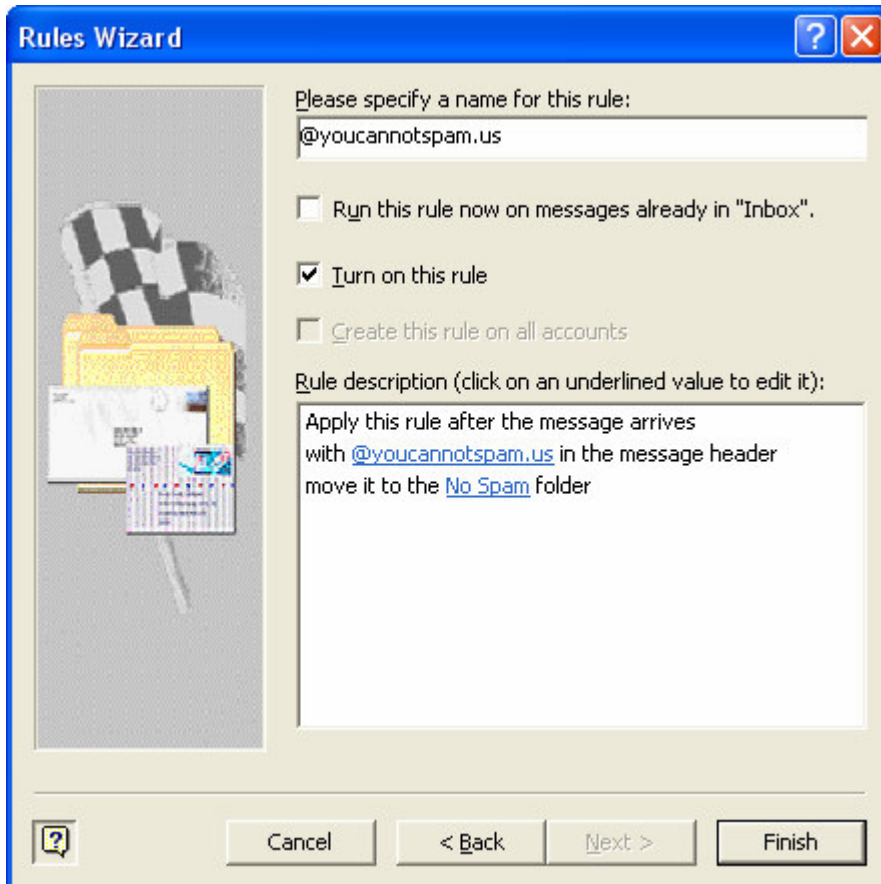 Rules Wizard
Please specify a name for this rule:
@youcannotspam.us
Run this rule now on messages already in "Inbox".
Turn on this rule
Create this rule on all accounts
Rule description (click on an underlined value to edit it):
Apply this rule after the message arrives
with @youcannotspam.us in the message header
move it to the No Spam folder
Cancel
< Back
Next >
Finish